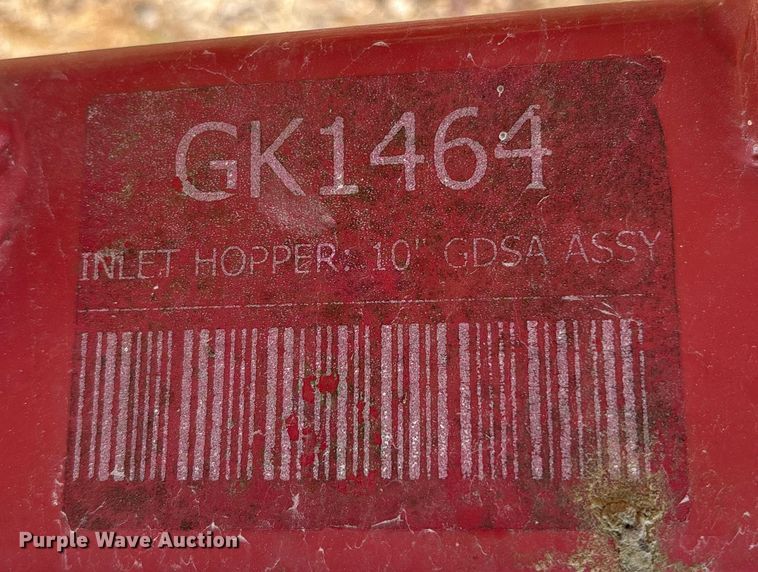 GK1464
INLET HOPPER: 10" GDSA ASSY
Purple Wave Auction